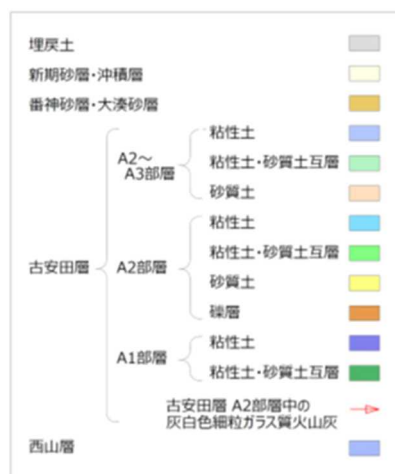 埋戻土
新期砂層・沖積層
番神砂層・大湊砂層
粘性土
A2～
A3部層
粘性土・砂質土互層
砂質土
粘性土
粘性土・砂質土互層
古安田層
A2部層
砂質土
礫層
粘性土
A1部層
粘性土・砂質土互層
古安田層 A2部層中の
灰白色細粒ガラス質火山灰
西山層